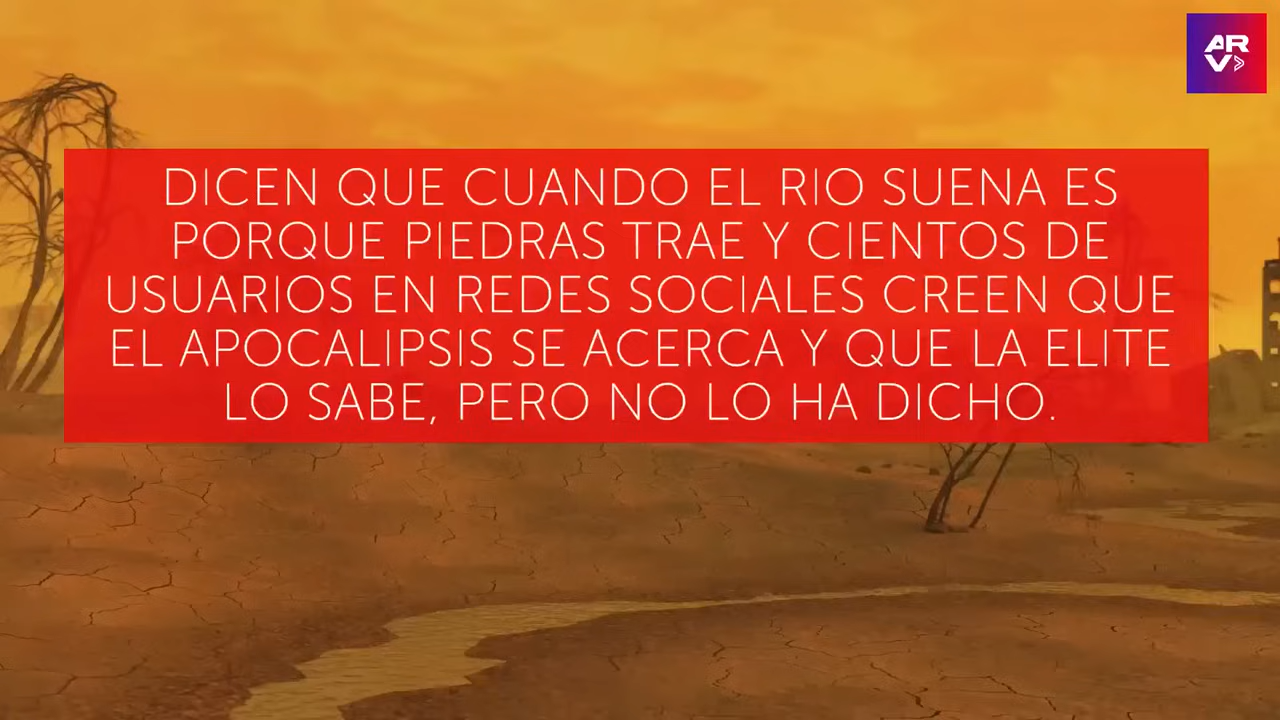 AR
V
DICEN QUE CUANDO EL RIO SUENA ES
PORQUE PIEDRAS TRAE Y CIENTOS DE
USUARIOS EN REDES SOCIALES CREEN QUE
EL APOCALIPSIS SE ACERCA Y QUE LA ELITE
LO SABE, PERO NO LO HA DICHO.